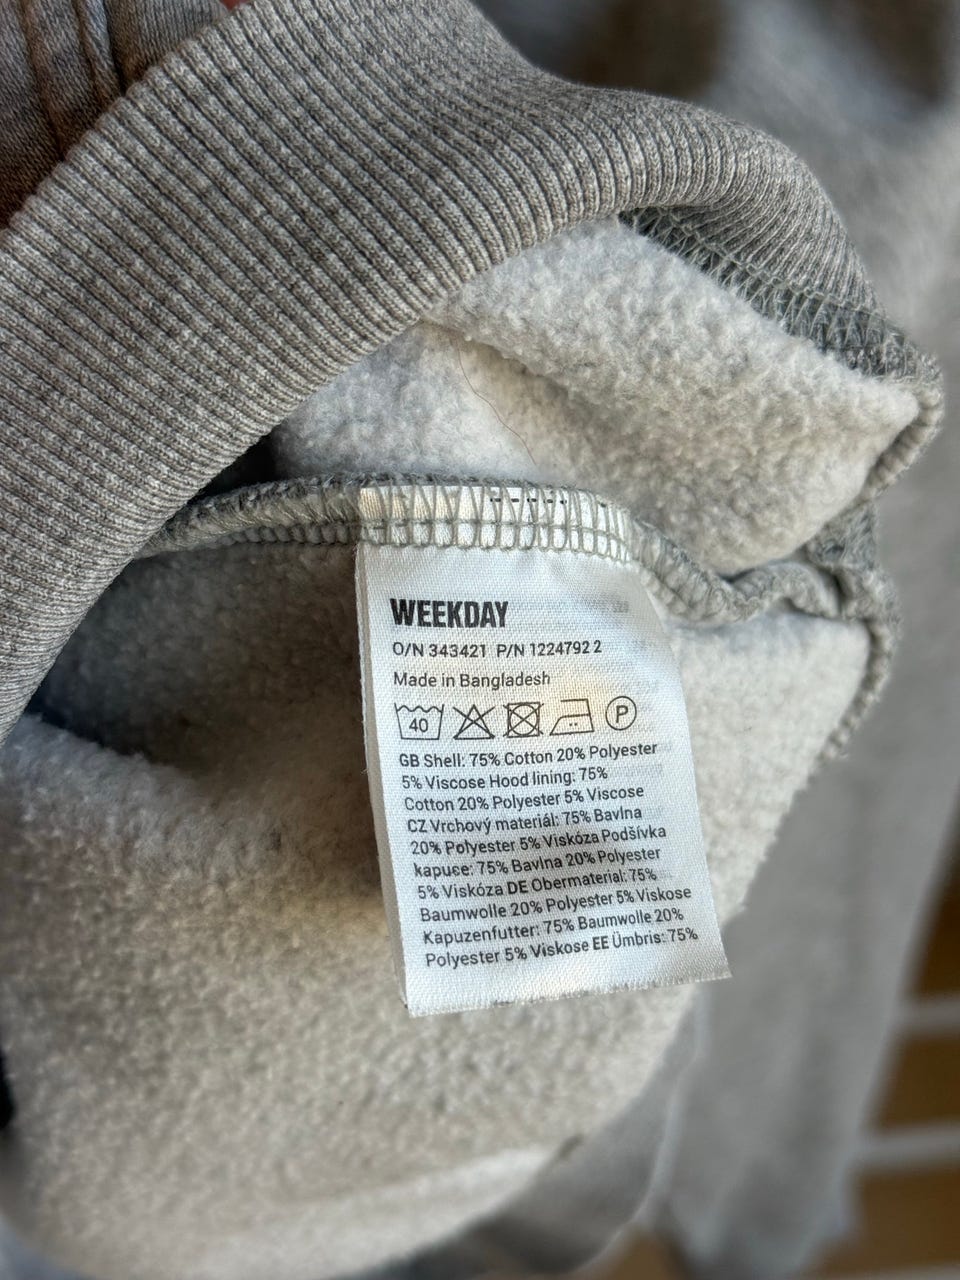 WEEKDAY
O/N 343421 P/N 1224792 2
Made in Bangladesh
40 P
GB Shell: 75% Cotton 20% Polyester
5% Viscose Hood lining: 75%
Cotton 20% Polyester 5% Viscose
CZ Vrchový materiál: 75% Bavlna
20% Polyester 5% Viskóza Podšívka
kapuce: 75% Bavlna 20% Polyester
5% Viskóza DE Obermaterial: 75%
Baumwolle 20% Polyester 5% Viskose
Kapuzenfutter: 75% Baumwolle 20%
Polyester 5% Viskose EE Ümbris: 75%